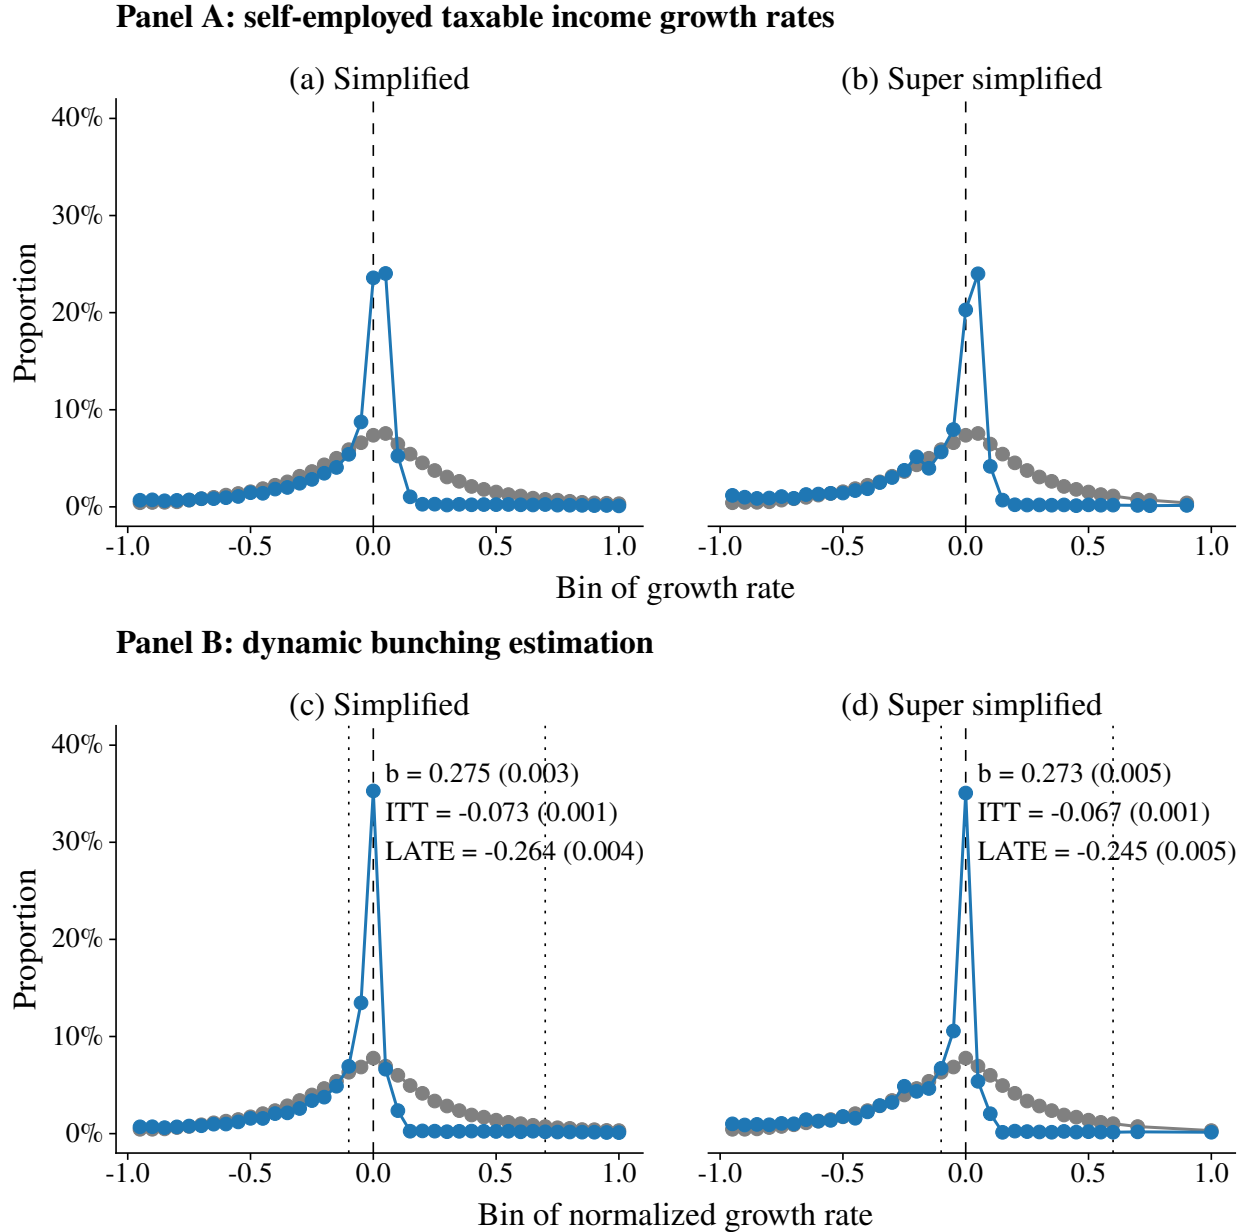 Panel A: self-employed taxable income growth rates
(a) Simplified
(b) Super simplified
Proportion
40%
30%
20%
10%
0%
-1.0 -0.5 0.0 0.5 1.0
-1.0 -0.5 0.0 0.5 1.0
Bin of growth rate
Panel B: dynamic bunching estimation
(c) Simplified
(d) Super simplified
Proportion
40%
30%
20%
10%
0%
b = 0.275 (0.003)
ITT = -0.073 (0.001)
LATE = -0.264 (0.004)
b = 0.273 (0.005)
ITT = -0.067 (0.001)
LATE = -0.245 (0.005)
-1.0 -0.5 0.0 0.5 1.0
-1.0 -0.5 0.0 0.5 1.0
Bin of normalized growth rate